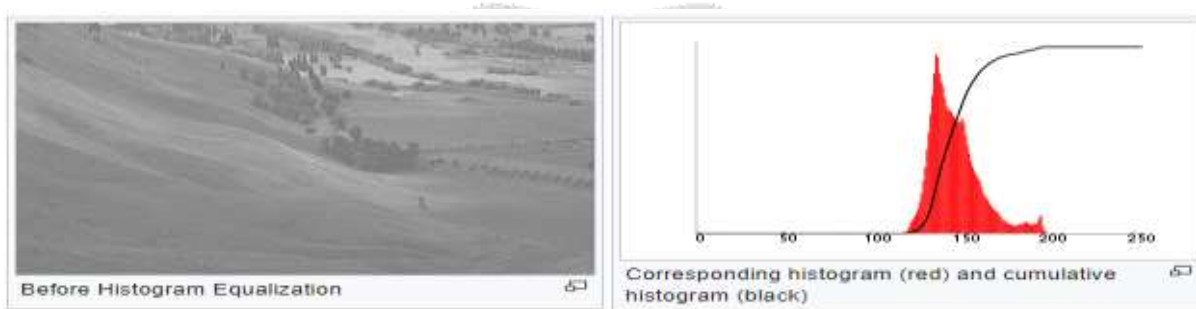 Before Histogram Equalization
0 50 100 150 200 250
Corresponding histogram (red) and cumulative
histogram (black)